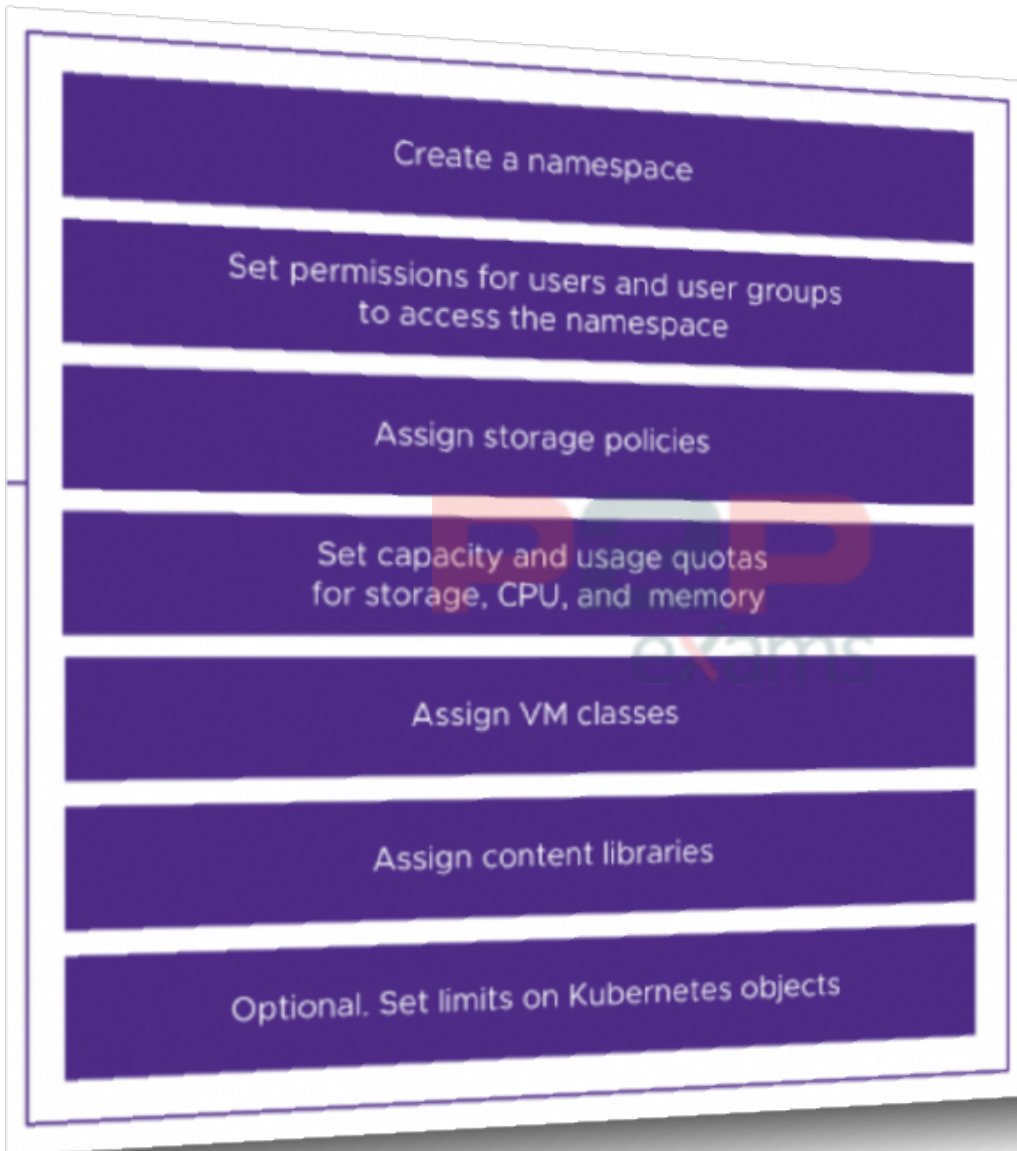 Create a namespace
Set permissions for users and user groups
to access the namespace
Assign storage policies
Set capacity and usage quotas
for storage, CPU, and memory
P2P
exams
Assign VM classes
Assign content libraries
Optional. Set limits on Kubernetes objects